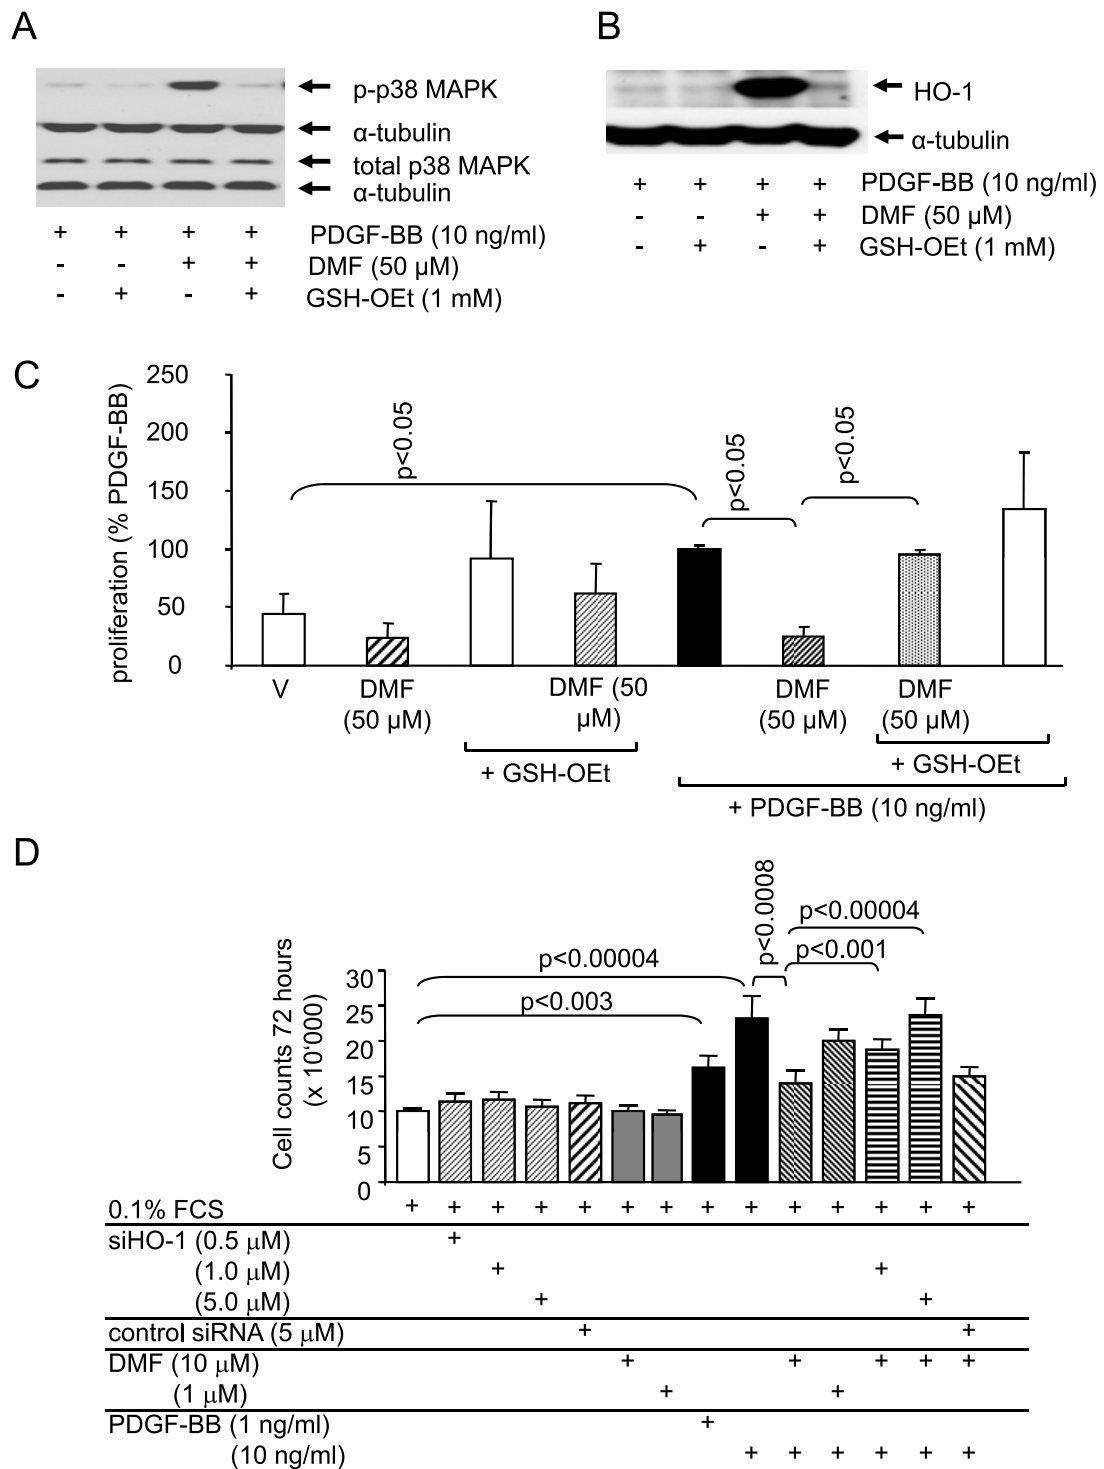 A
p-p38 MAPK
α-tubulin
total p38 MAPK
α-tubulin
+ + + + PDGF-BB (10 ng/ml)
- - + + DMF (50 µM)
- + - + GSH-OEt (1 mM)
B
HO-1
α-tubulin
+ + + + PDGF-BB (10 ng/ml)
- - + + DMF (50 µM)
- + - + GSH-OEt (1 mM)
C
proliferation (% PDGF-BB)
250
200
150
100
50
0
p<0.05
p<0.05
p<0.05
V
DMF
(50 µM)
DMF (50
µM)
DMF
(50 µM)
DMF
(50 µM)
+ GSH-OEt
+ GSH-OEt
+ PDGF-BB (10 ng/ml)
D
Cell counts 72 hours
(x 10‘000)
30
25
20
15
10
5
0
p<0.00004
p<0.003
p<0.0008
p<0.00004
p<0.001
0.1% FCS + + + + + + + + + + + + + +
siHO-1 (0.5 µM) +
(1.0 µM) + +
(5.0 µM) + +
control siRNA (5 µM) + +
DMF (10 µM) + + + + +
(1 µM) + +
PDGF-BB (1 ng/ml) +
(10 ng/ml) + + + + + +